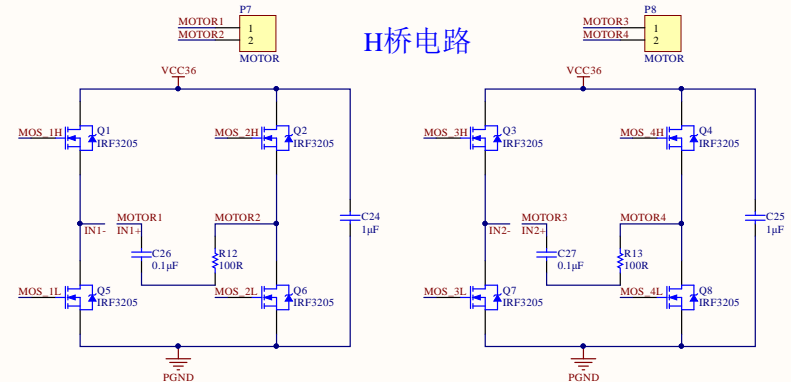 P7
MOTOR1
1
MOTOR2
2
MOTOR
H桥电路
P8
MOTOR3
1
MOTOR4
2
MOTOR
VCC36
VCC36
MOS_1H
Q1
IRF3205
MOS_2H
Q2
IRF3205
MOS_3H
Q3
IRF3205
MOS_4H
Q4
IRF3205
MOTOR1
MOTOR2
IN1-
IN1+
C24
1μF
C26
0.1μF
R12
100R
MOTOR3
MOTOR4
IN2-
IN2+
C25
1μF
C27
0.1μF
R13
100R
MOS_1L
Q5
IRF3205
MOS_2L
Q6
IRF3205
MOS_3L
Q7
IRF3205
MOS_4L
Q8
IRF3205
PGND
PGND